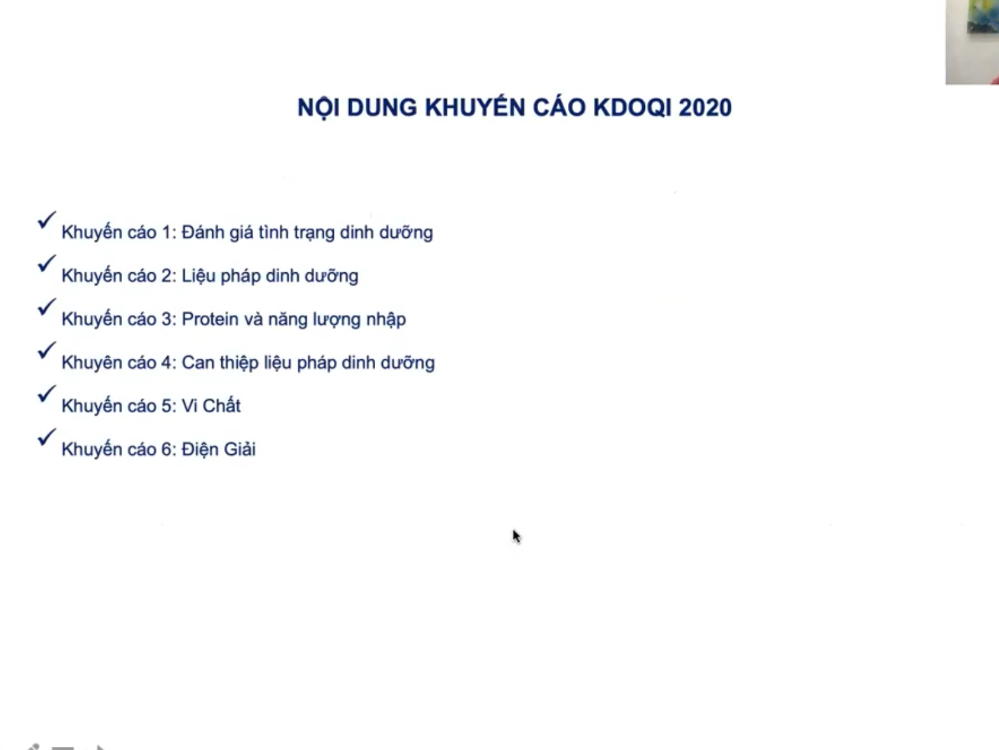 NỘI DUNG KHUYẾN CÁO KDOQI 2020
Khuyến cáo 1: Đánh giá tình trạng dinh dưỡng
Khuyến cáo 2: Liệu pháp dinh dưỡng
Khuyến cáo 3: Protein và năng lượng nhập
Khuyên cáo 4: Can thiệp liệu pháp dinh dưỡng
Khuyến cáo 5: Vi Chất
Khuyến cáo 6: Điện Giải